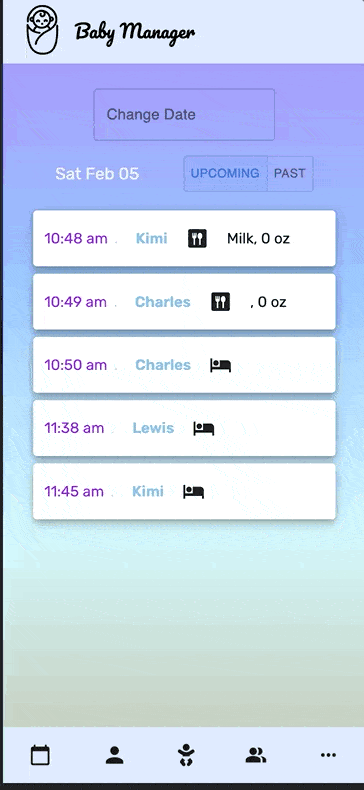 Baby Manager
Change Date
Sat Feb 05 UPCOMING PAST
10:48 am . Kimi Milk, 0 oz
10:49 am . Charles , 0 oz
10:50 am . Charles
11:38 am . Lewis
11:45 am . Kimi